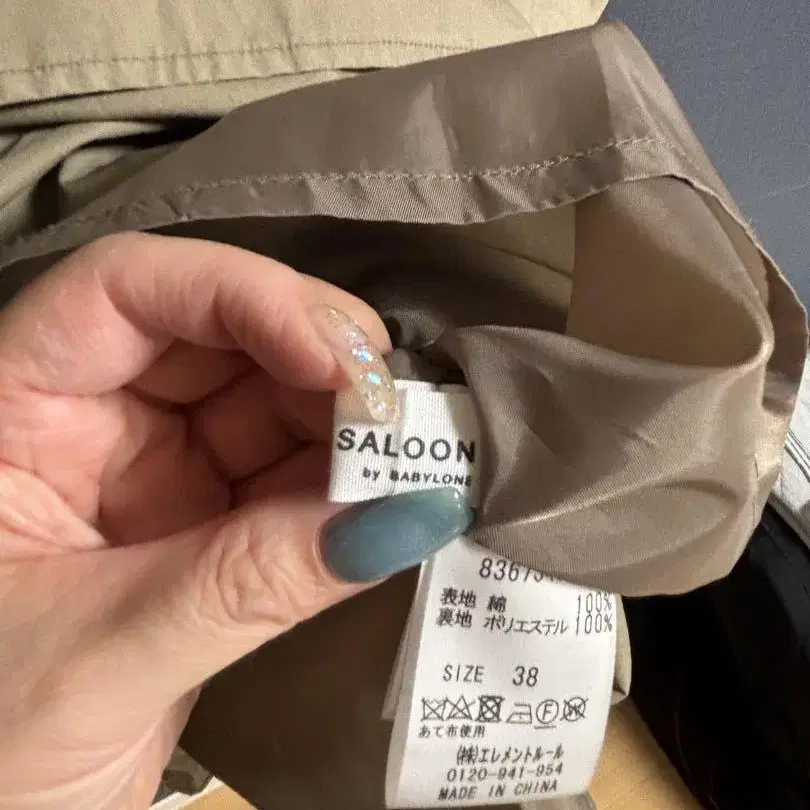 SALOON
by BABYLONE
表地 綿 100%
裏地 ポリエステル 100%
SIZE 38
あて布使用
(株)エレメントルール
0120-941-954
MADE IN CHINA